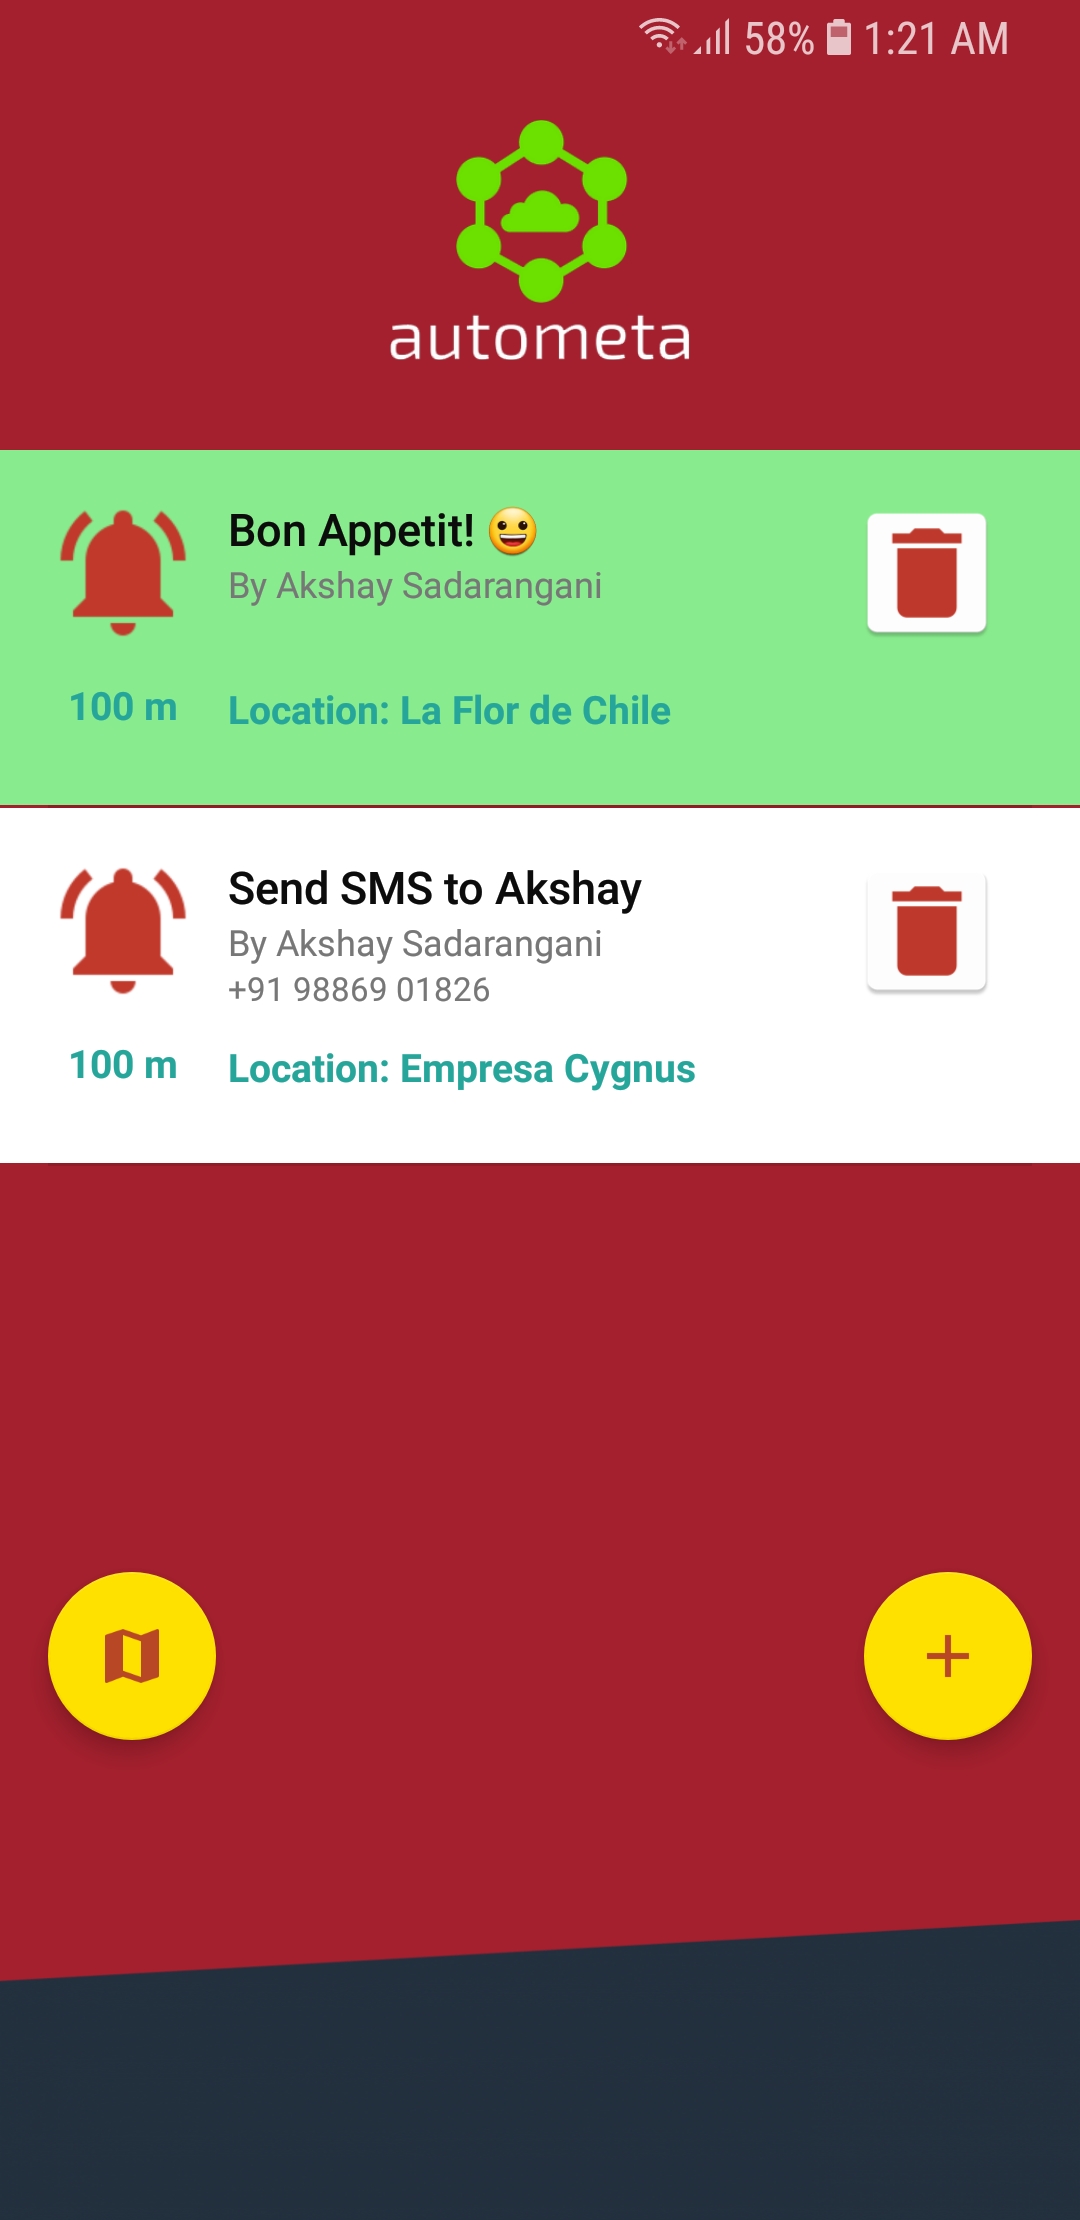 58% 1:21 AM
autometa
Bon Appetit! 😀
By Akshay Sadarangani
100 m
Location: La Flor de Chile
Send SMS to Akshay
By Akshay Sadarangani
+91 98869 01826
100 m
Location: Empresa Cygnus